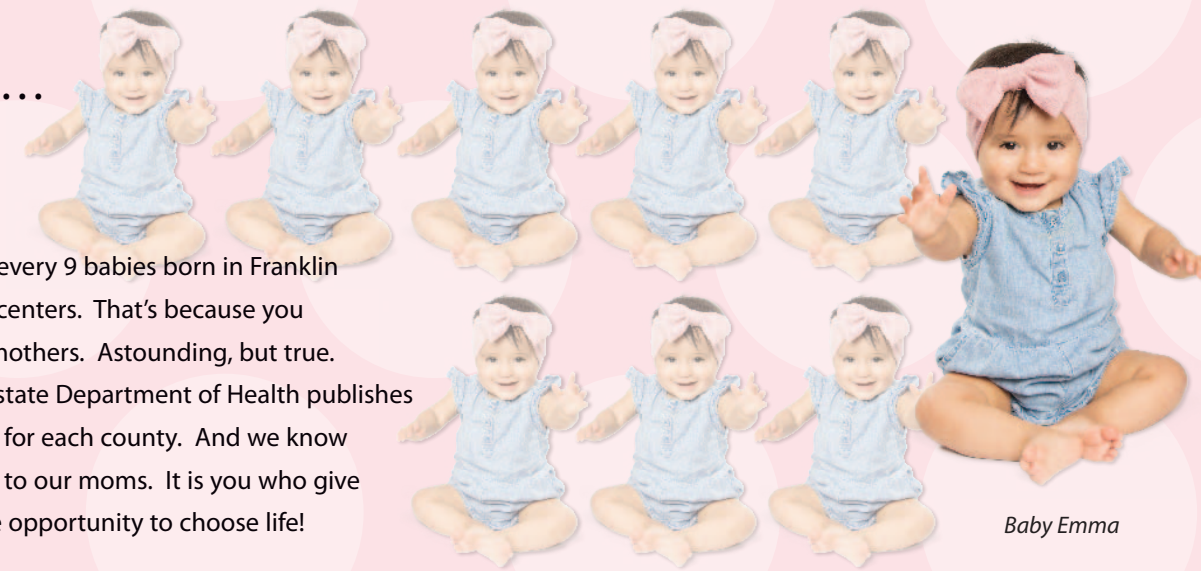 ...
every 9 babies born in Franklin
centers. That's because you
mothers. Astounding, but true.
state Department of Health publishes
for each county. And we know
to our moms. It is you who give
opportunity to choose life!
Baby Emma